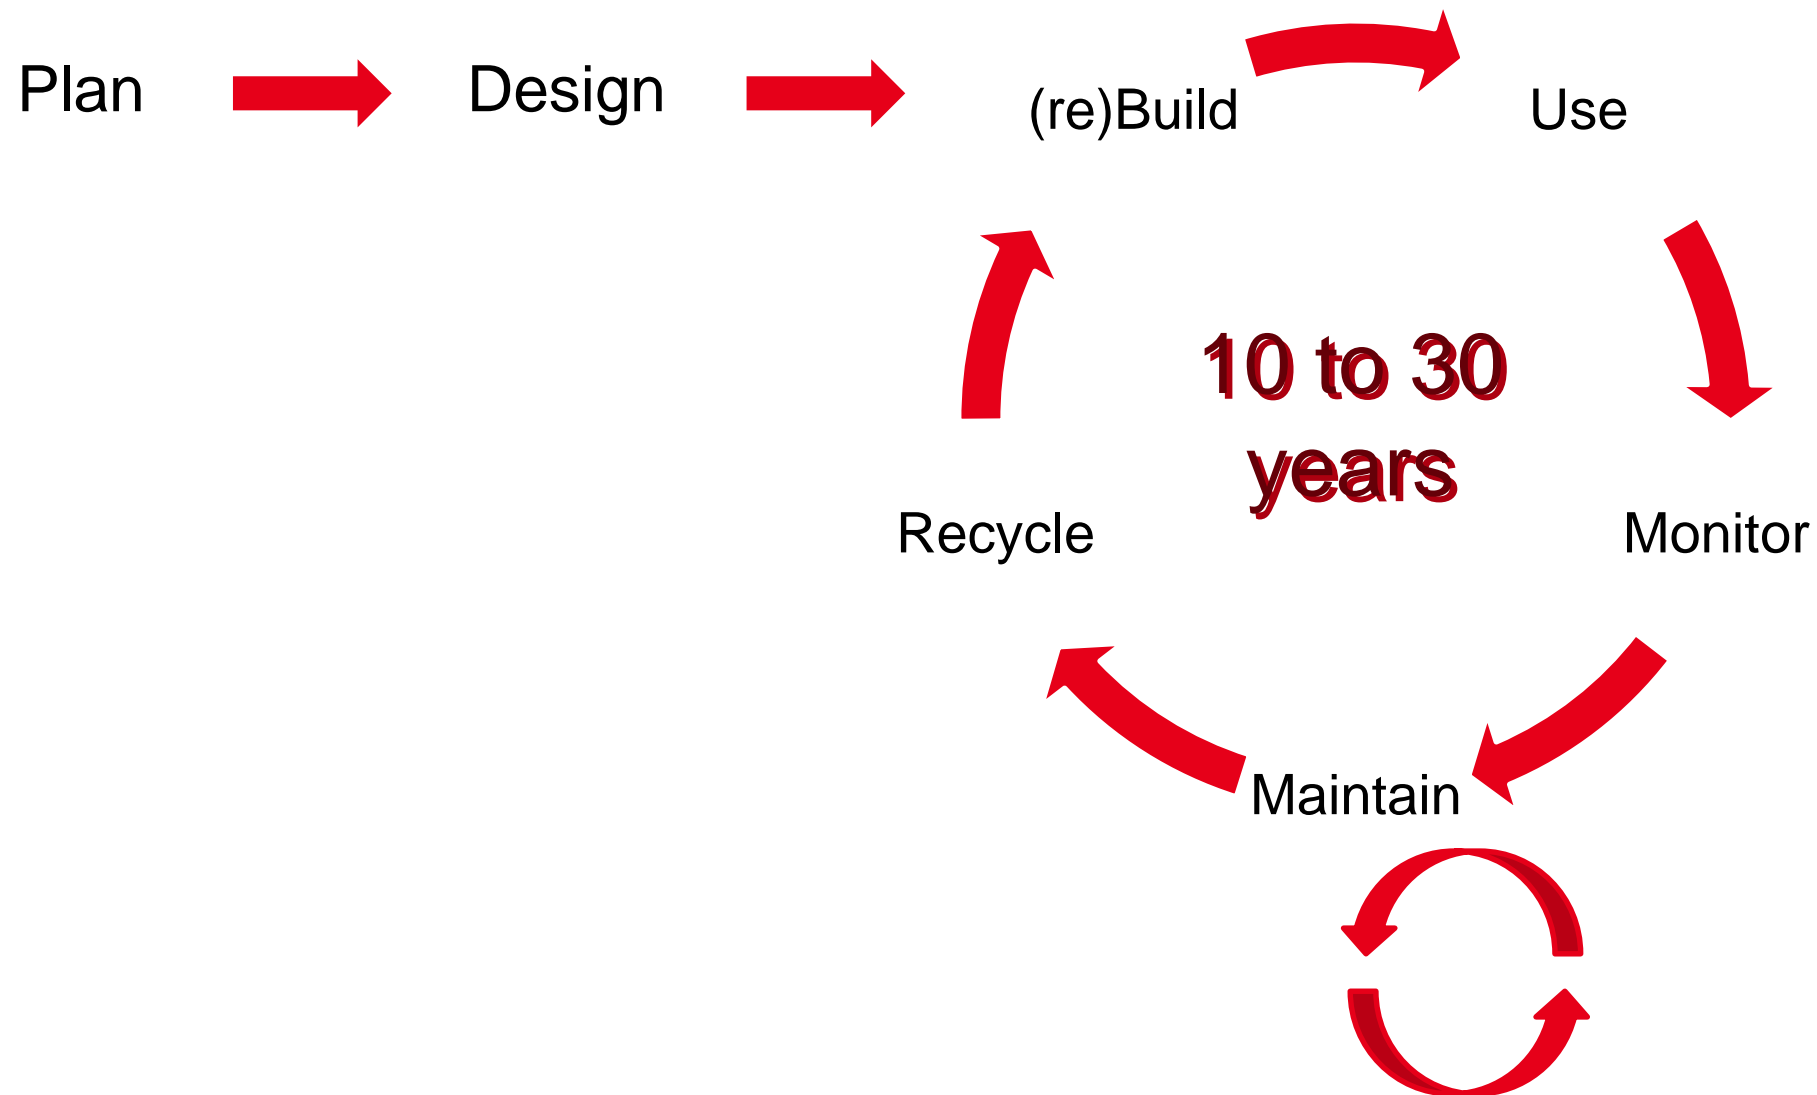 Plan
Design
(re)Build
Use
10 to 30
years
Recycle
Monitor
Maintain